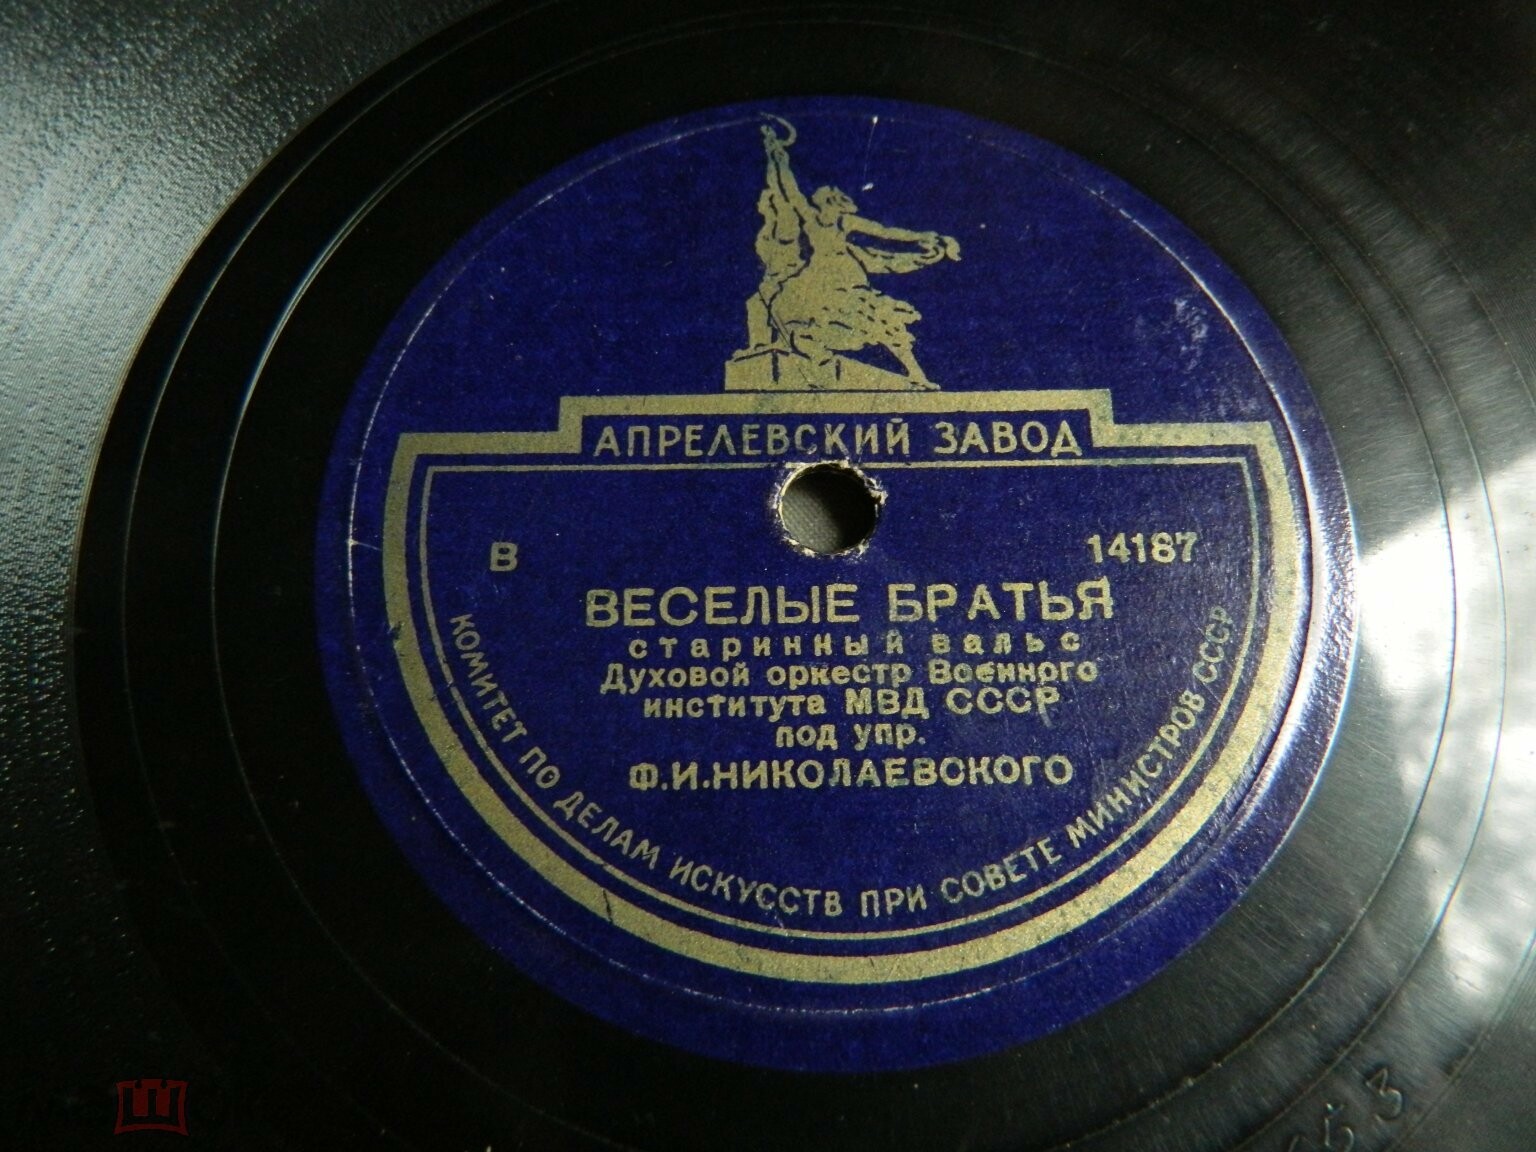 АПРЕЛЕВСКИЙ ЗАВОД
В 14187
ВЕСЕЛЫЕ БРАТЬЯ
старинный вальс
Духовой оркестр Военного
института МВД СССР
под упр.
Ф.И.НИКОЛАЕВСКОГО
КОМИТЕТ ПО ДЕЛАМ ИСКУССТВ ПРИ СОВЕТЕ МИНИСТРОВ СССР